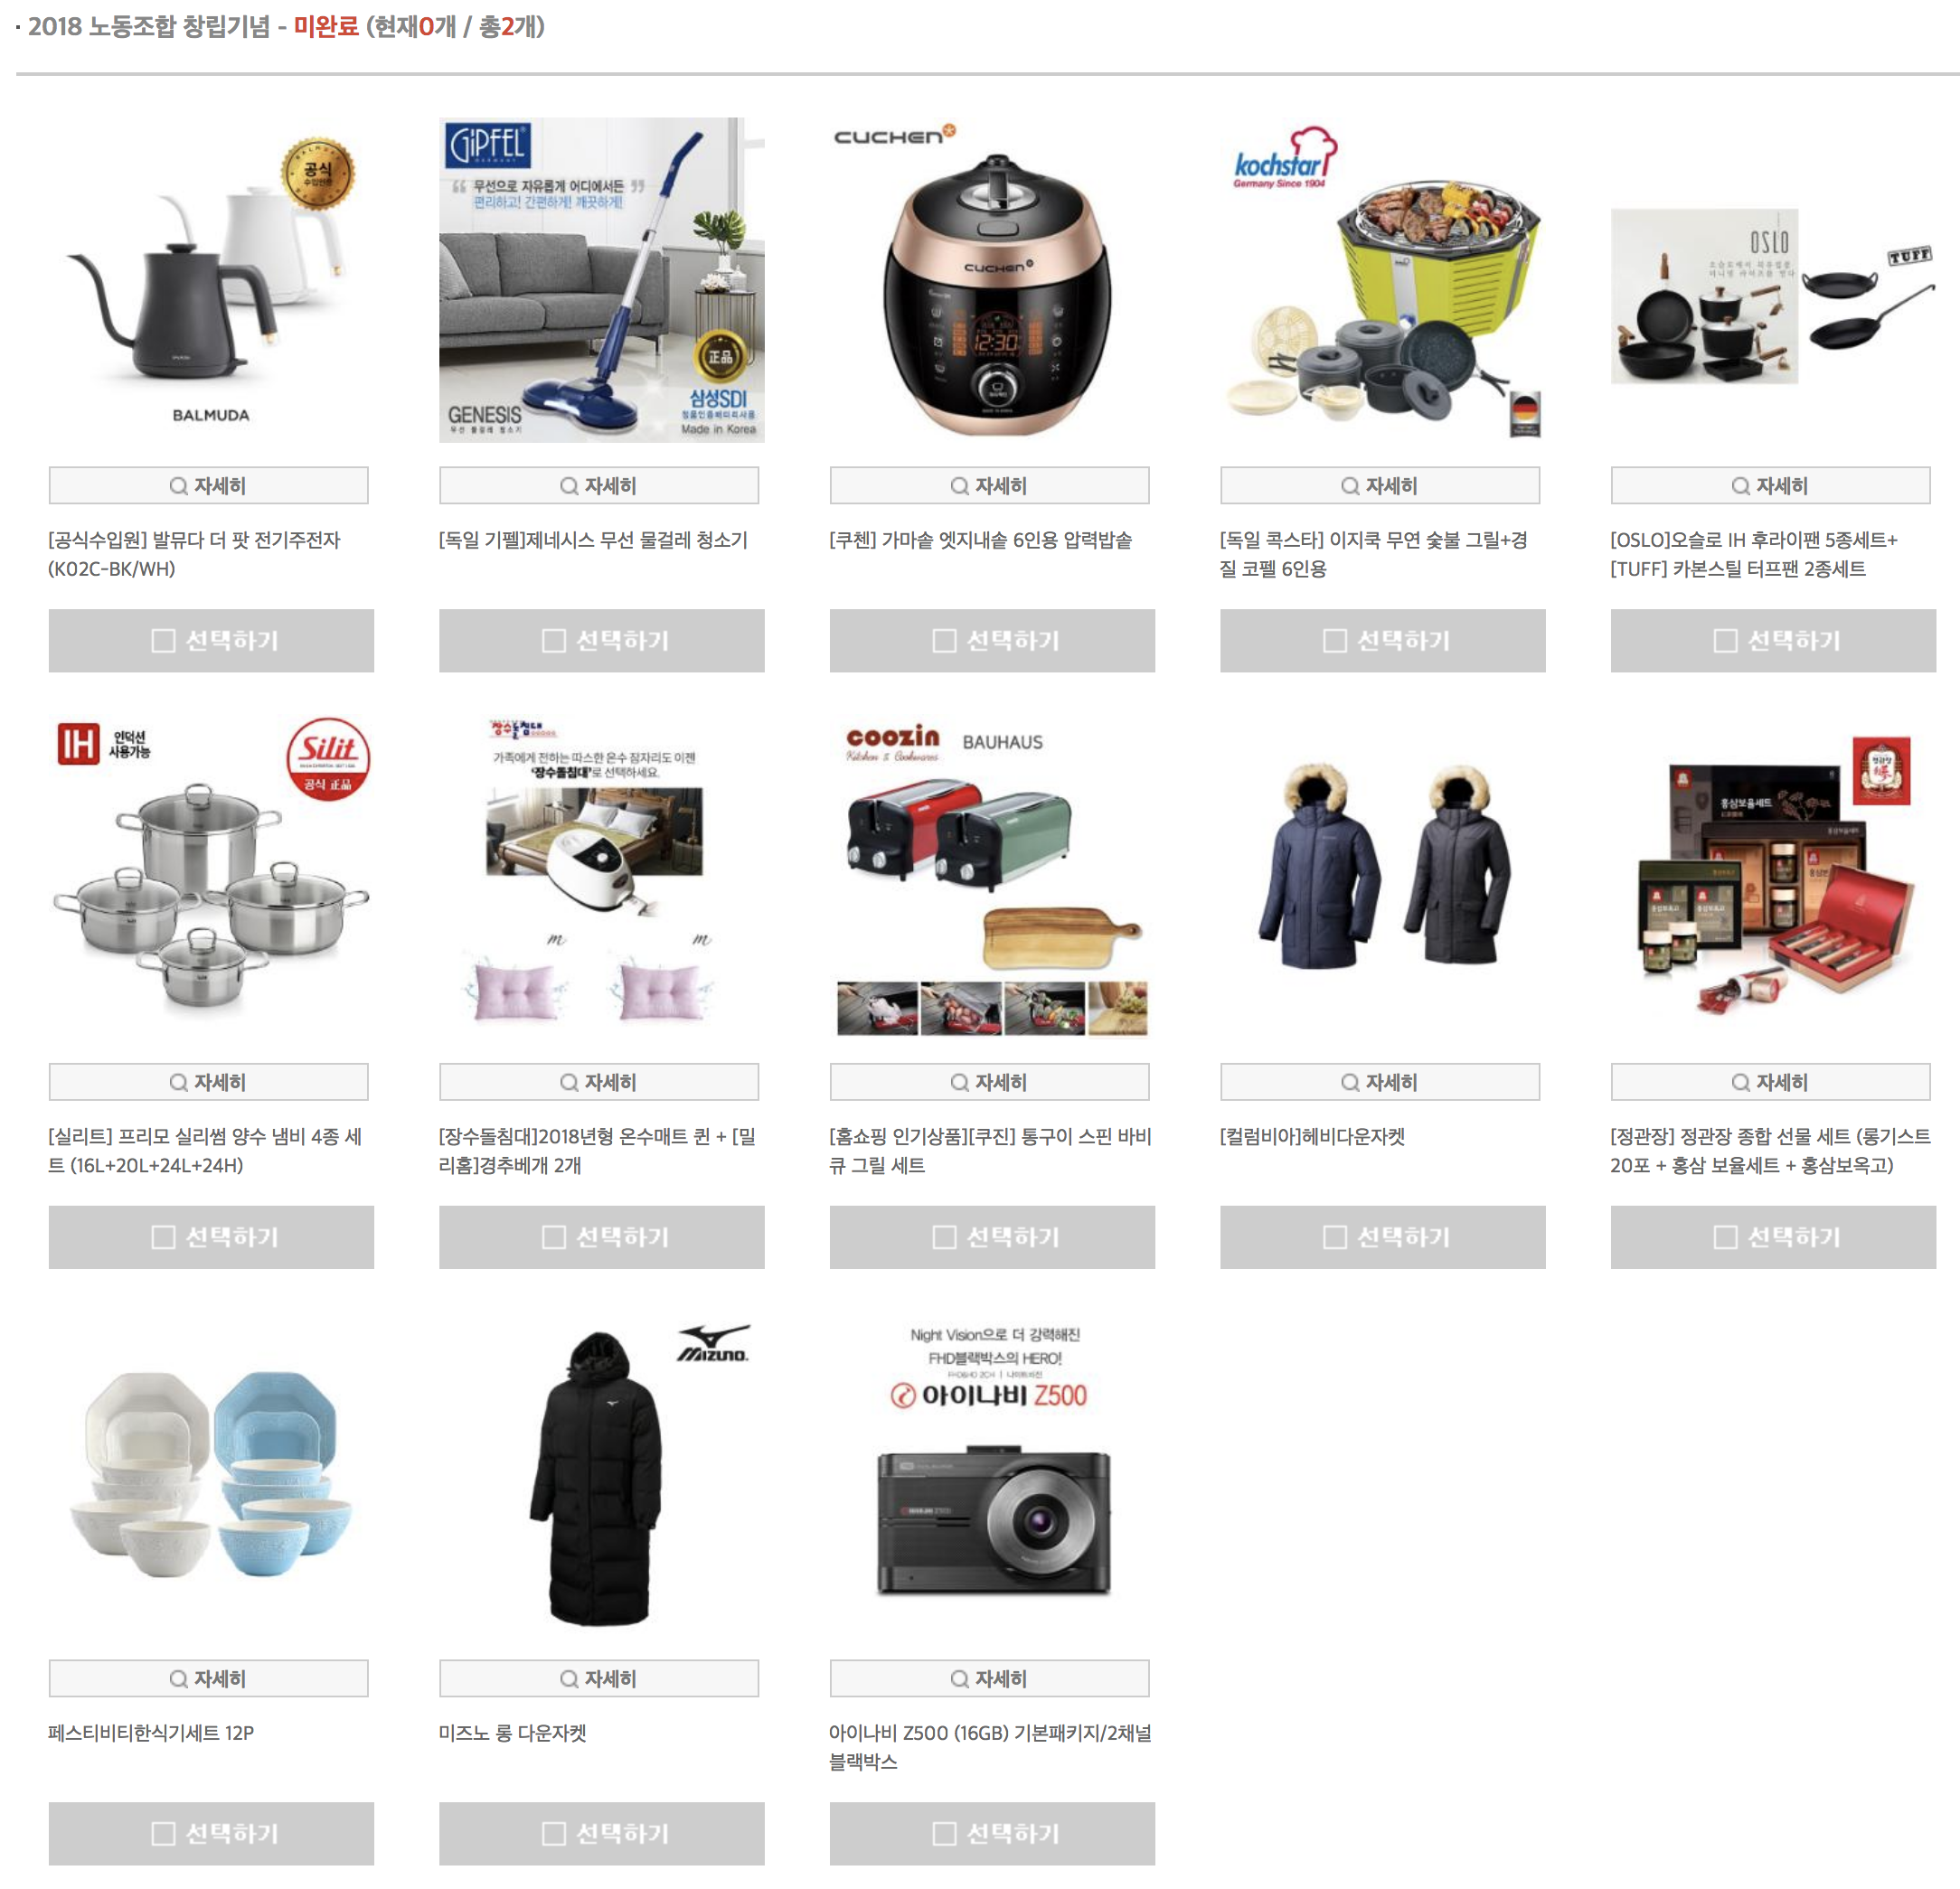 · 2018 노동조합 창립기념 - 미완료 (현재0개 / 총2개)
공식
BALMUDA
GiPFEL
GERMANY
“ 무선으로 자유롭게 어디에서든 ”
편리하고! 간편하게! 깨끗하게!
正品
삼성SDI
GENESIS
무선 물걸레 청소기
Made in Korea
CUCHEN
CUCHEN
12:30
kochstar
Germany Since 1904
OSLO
TUFF
자세히
자세히
자세히
자세히
자세히
[공식수입원] 발뮤다 더 팟 전기주전자
(K02C-BK/WH)
[독일 기펠]제네시스 무선 물걸레 청소기
[쿠첸] 가마솥 엣지내솥 6인용 압력밥솥
[독일 콕스타] 이지쿡 무연 숯불 그릴+경
질 코펠 6인용
[OSLO]오슬로 IH 후라이팬 5종세트+
[TUFF] 카본스틸 터프팬 2종세트
선택하기
선택하기
선택하기
선택하기
선택하기
IH 인덕션
사용가능
Silit
공식 正品
장수돌침대
가족에게 전하는 따스한 온수 잠자리도 이젠
'장수돌침대'로 선택하세요.
m
m
coozin
Kitchen & Cookwares
BAUHAUS
정관장
홍삼보율세트
자세히
자세히
자세히
자세히
자세히
[실리트] 프리모 실리썸 양수 냄비 4종 세
트 (16L+20L+24L+24H)
[장수돌침대]2018년형 온수매트 퀸 + [밀
리홈]경추베개 2개
[홈쇼핑 인기상품][쿠진] 통구이 스핀 바비
큐 그릴 세트
[컬럼비아]헤비다운자켓
[정관장] 정관장 종합 선물 세트 (롱기스트
20포 + 홍삼 보율세트 + 홍삼보옥고)
선택하기
선택하기
선택하기
선택하기
선택하기
MIZUNO.
Night Vision으로 더 강력해진
FHD블랙박스의 HERO!
아이나비 Z500
자세히
자세히
자세히
페스티비티한식기세트 12P
미즈노 롱 다운자켓
아이나비 Z500 (16GB) 기본패키지/2채널
블랙박스
선택하기
선택하기
선택하기